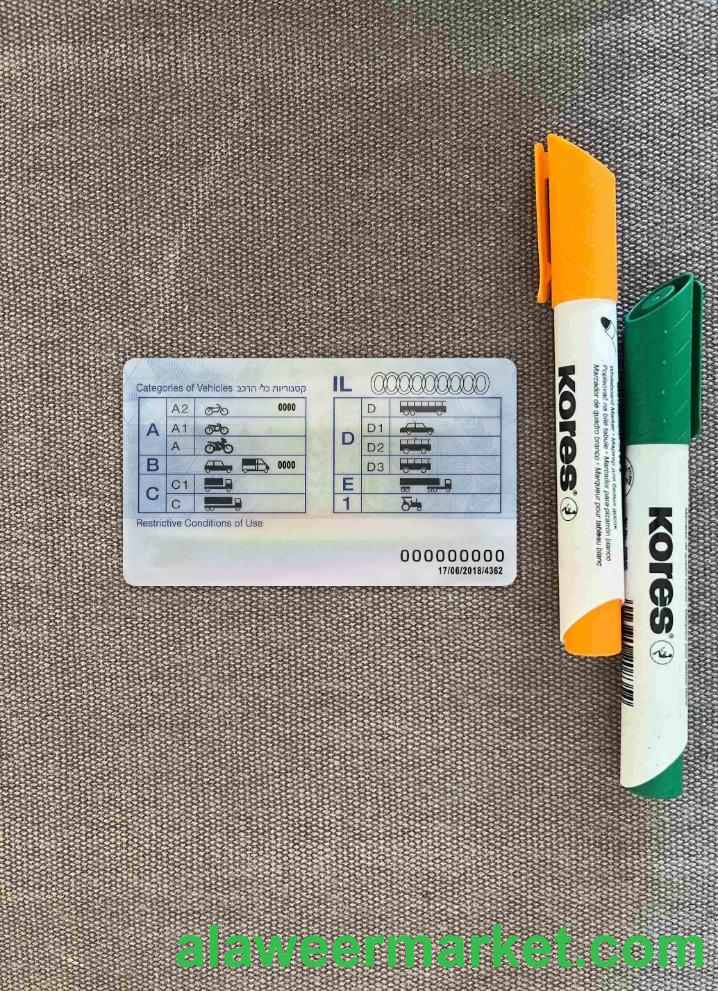 Categories of Vehicles קטגוריות כלי הרכב
IL 000000000
A
A2 0000
A1
A
B 0000
C
C1
C
D
D
D1
D2
D3
E
1
Restrictive Conditions of Use
000000000
17/06/2018/4362
Kores®
Marcador de quadro branco • Marqueur pour tableau blanc
Kores®
alaweermarket.com